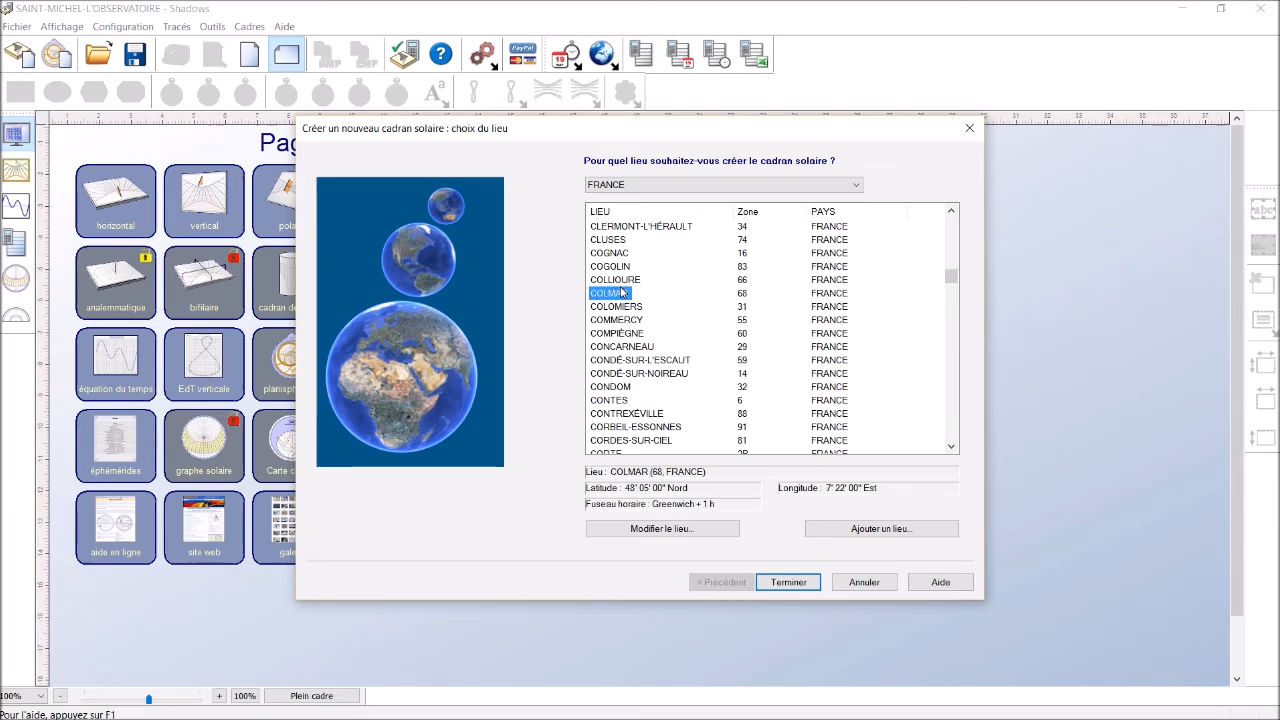 SAINT-MICHEL-L'OBSERVATOIRE - Shadows
Fichier Affichage Configuration Tracés Outils Cadres Aide
Créer un nouveau cadran solaire : choix du lieu
Pour quel lieu souhaitez-vous créer le cadran solaire ?
FRANCE
LIEU Zone PAYS
CLERMONT-L'HÉRAULT 34 FRANCE
CLUSES 74 FRANCE
COGNAC 16 FRANCE
COGOLIN 83 FRANCE
COLLIOURE 66 FRANCE
COLMAR 68 FRANCE
COLOMIERS 31 FRANCE
COMMERCY 55 FRANCE
COMPIÈGNE 60 FRANCE
CONCARNEAU 29 FRANCE
CONDÉ-SUR-L'ESCAUT 59 FRANCE
CONDÉ-SUR-NOIREAU 14 FRANCE
CONDOM 32 FRANCE
CONTES 6 FRANCE
CONTREXÉVILLE 88 FRANCE
CORBEIL-ESSONNES 91 FRANCE
CORDES-SUR-CIEL 81 FRANCE
CORTE 2B FRANCE
Lieu : COLMAR (68, FRANCE)
Latitude : 48° 05' 00" Nord Longitude : 7° 22' 00" Est
Fuseau horaire : Greenwich + 1 h
Modifier le lieu... Ajouter un lieu...
< Précédent Terminer Annuler Aide
Pag
horizontal vertical pola
analemmatique bifilaire cadran de
équation du temps EdT verticale planisph
éphémérides graphe solaire Carte c
aide en ligne site web gale
PayPal
100% - + 100% Plein cadre
Pour l'aide, appuyez sur F1